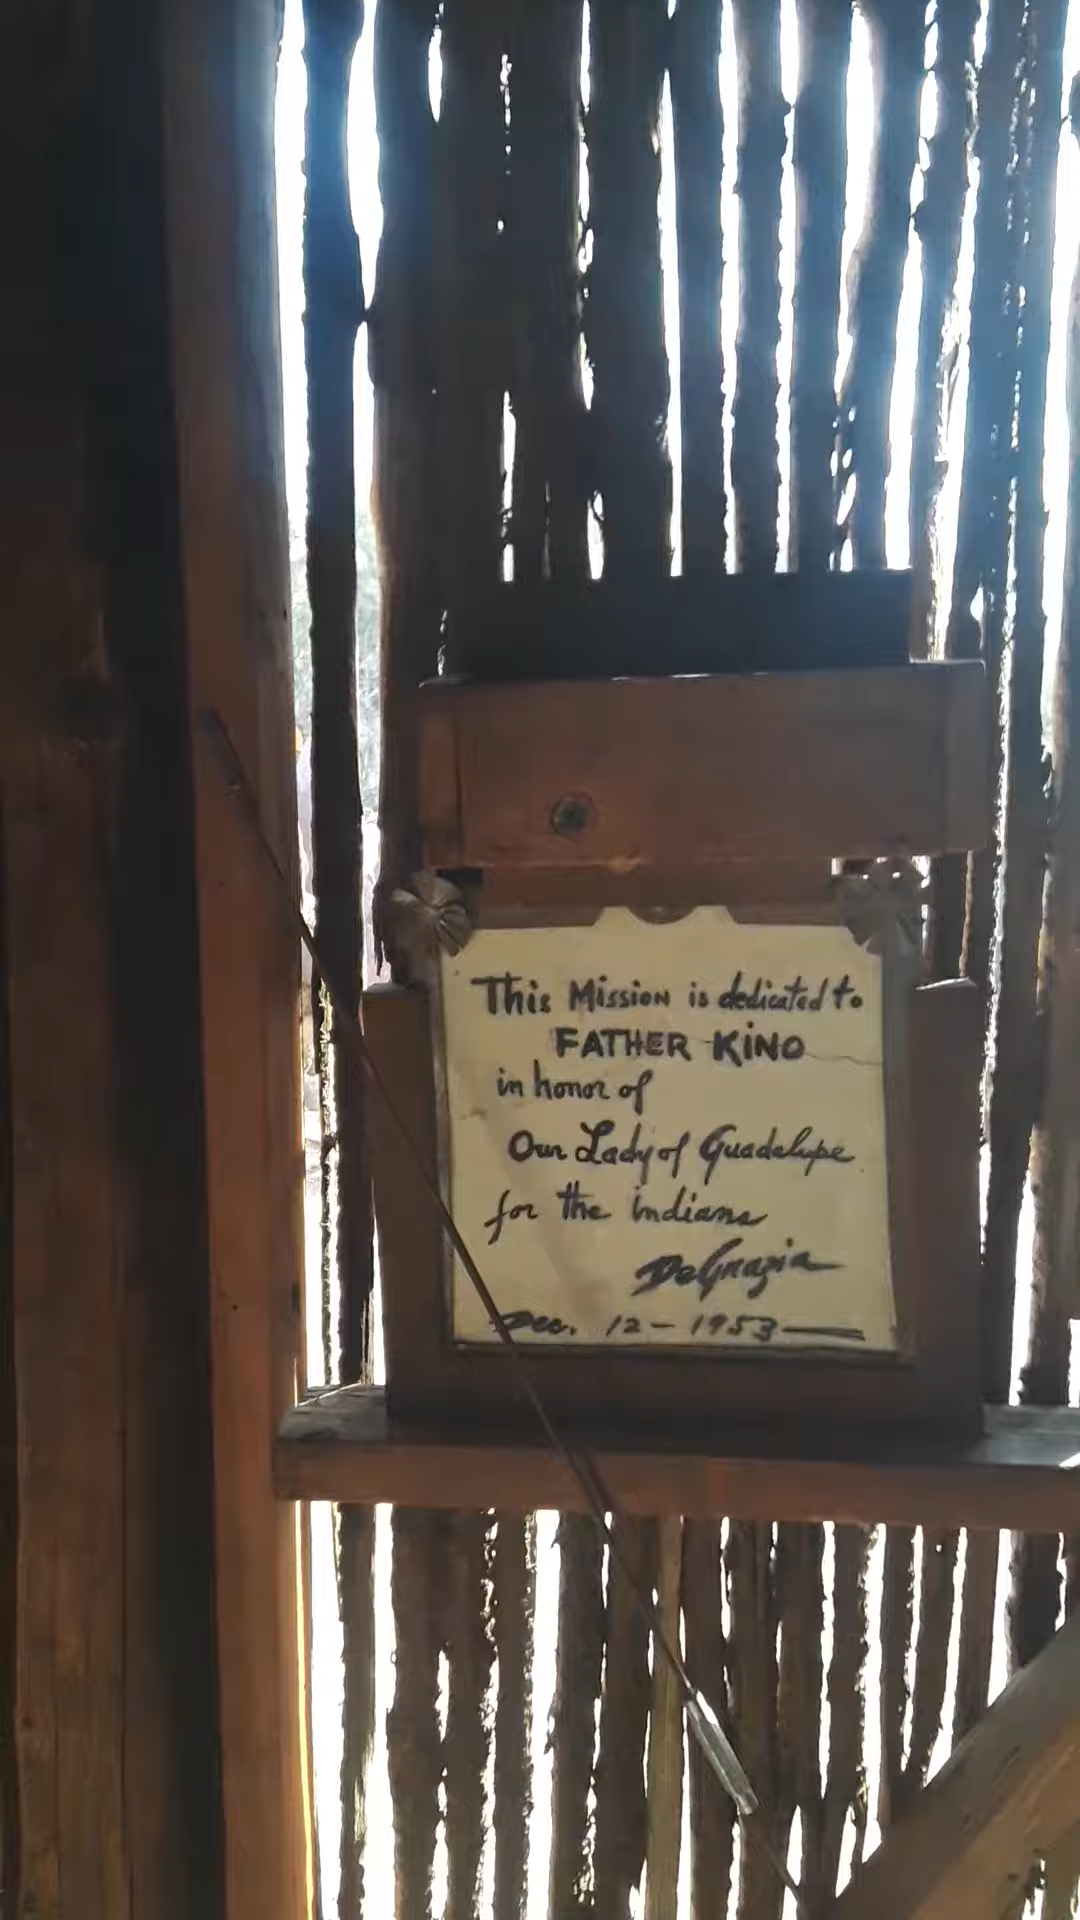 This Mission is dedicated to
FATHER KiNO
in honor of
Our Lady of Guadalupe
for the indians
DeGrazia
Dec. 12 - 1953